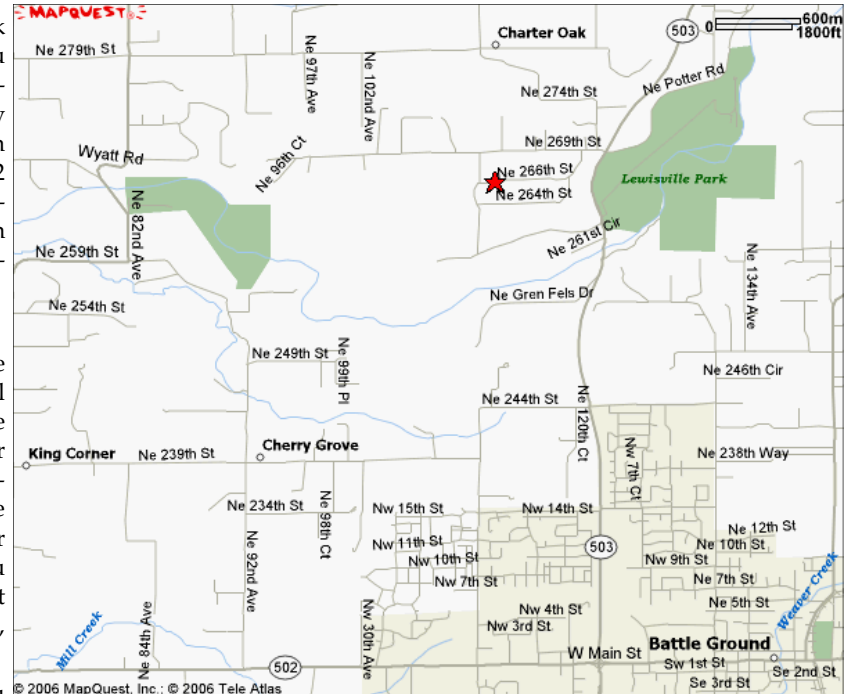 MAPQUEST
503
0
600m
1800ft
Charter Oak
Ne 279th St
Ne 97th Ave
Ne 102nd Ave
Ne Potter Rd
Ne 274th St
Ne 269th St
Wyatt Rd
Ne 96th Ct
Ne 266th St
Ne 264th St
Lewisville Park
Ne 82nd Ave
Ne 261st Cir
Ne 259th St
Ne 134th Ave
Ne 254th St
Ne Gren Fels Dr
Ne 249th St
Ne 99th Pl
Ne 246th Cir
Ne 244th St
Ne 120th Ct
King Corner
Ne 239th St
Cherry Grove
Nw 7th Ct
Ne 238th Way
Ne 234th St
Ne 98th Ct
Nw 15th St
Nw 14th St
Ne 12th St
Ne 92nd Ave
Nw 11th St
503
Ne 10th St
Nw 10th St
Nw 9th St
Nw 7th St
Ne 7th St
Weaver Creek
Ne 5th St
Mill Creek
Ne 84th Ave
Nw 30th Ave
Nw 4th St
Nw 3rd St
Battle Ground
W Main St
502
Sw 1st St
Se 2nd St
Se 3rd St
© 2006 MapQuest, Inc.; © 2006 Tele Atlas